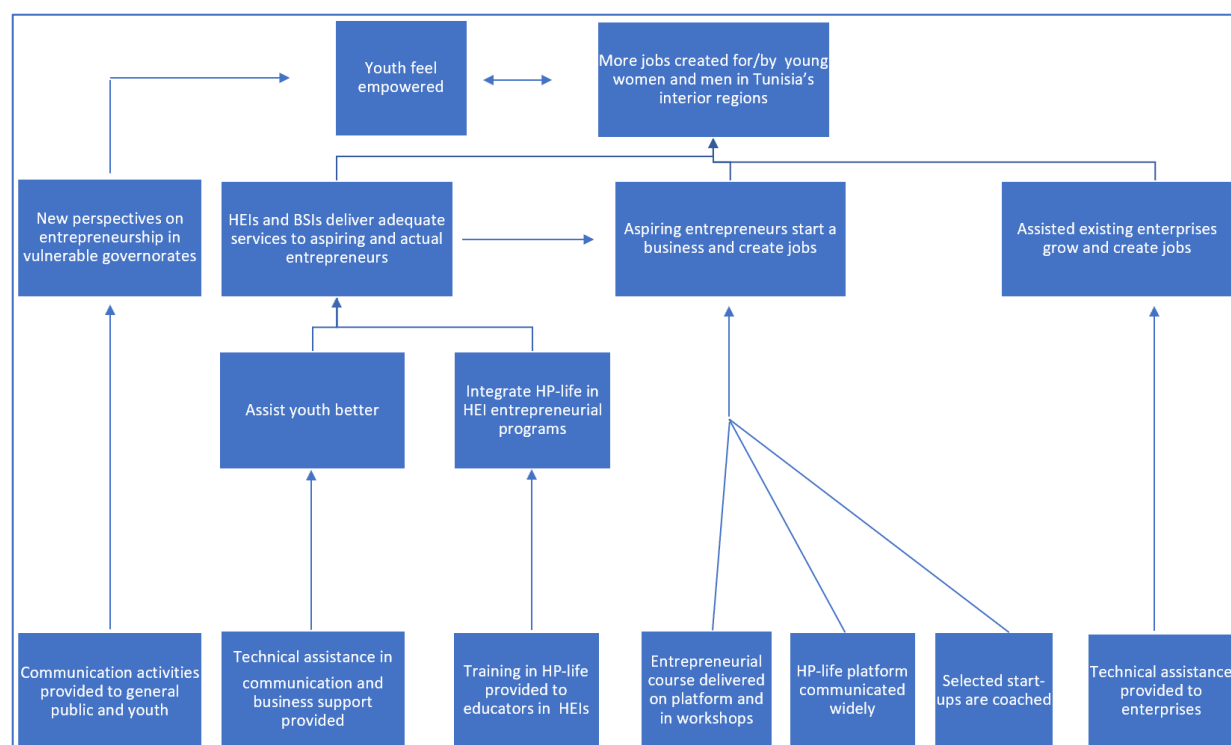 Youth feel
empowered
More jobs created for/by young
women and men in Tunisia's
interior regions
New perspectives on
entrepreneurship in
vulnerable governorates
HEIs and BSIs deliver adequate
services to aspiring and actual
entrepreneurs
Aspiring entrepreneurs start a
business and create jobs
Assisted existing enterprises
grow and create jobs
Assist youth better
Integrate HP-life in
HEI entrepreneurial
programs
Communication activities
provided to general
public and youth
Technical assistance in
communication and
business support
provided
Training in HP-life
provided to
educators in HEIs
Entrepreneurial
course delivered
on platform and
in workshops
HP-life platform
communicated
widely
Selected start-
ups are coached
Technical assistance
provided to
enterprises